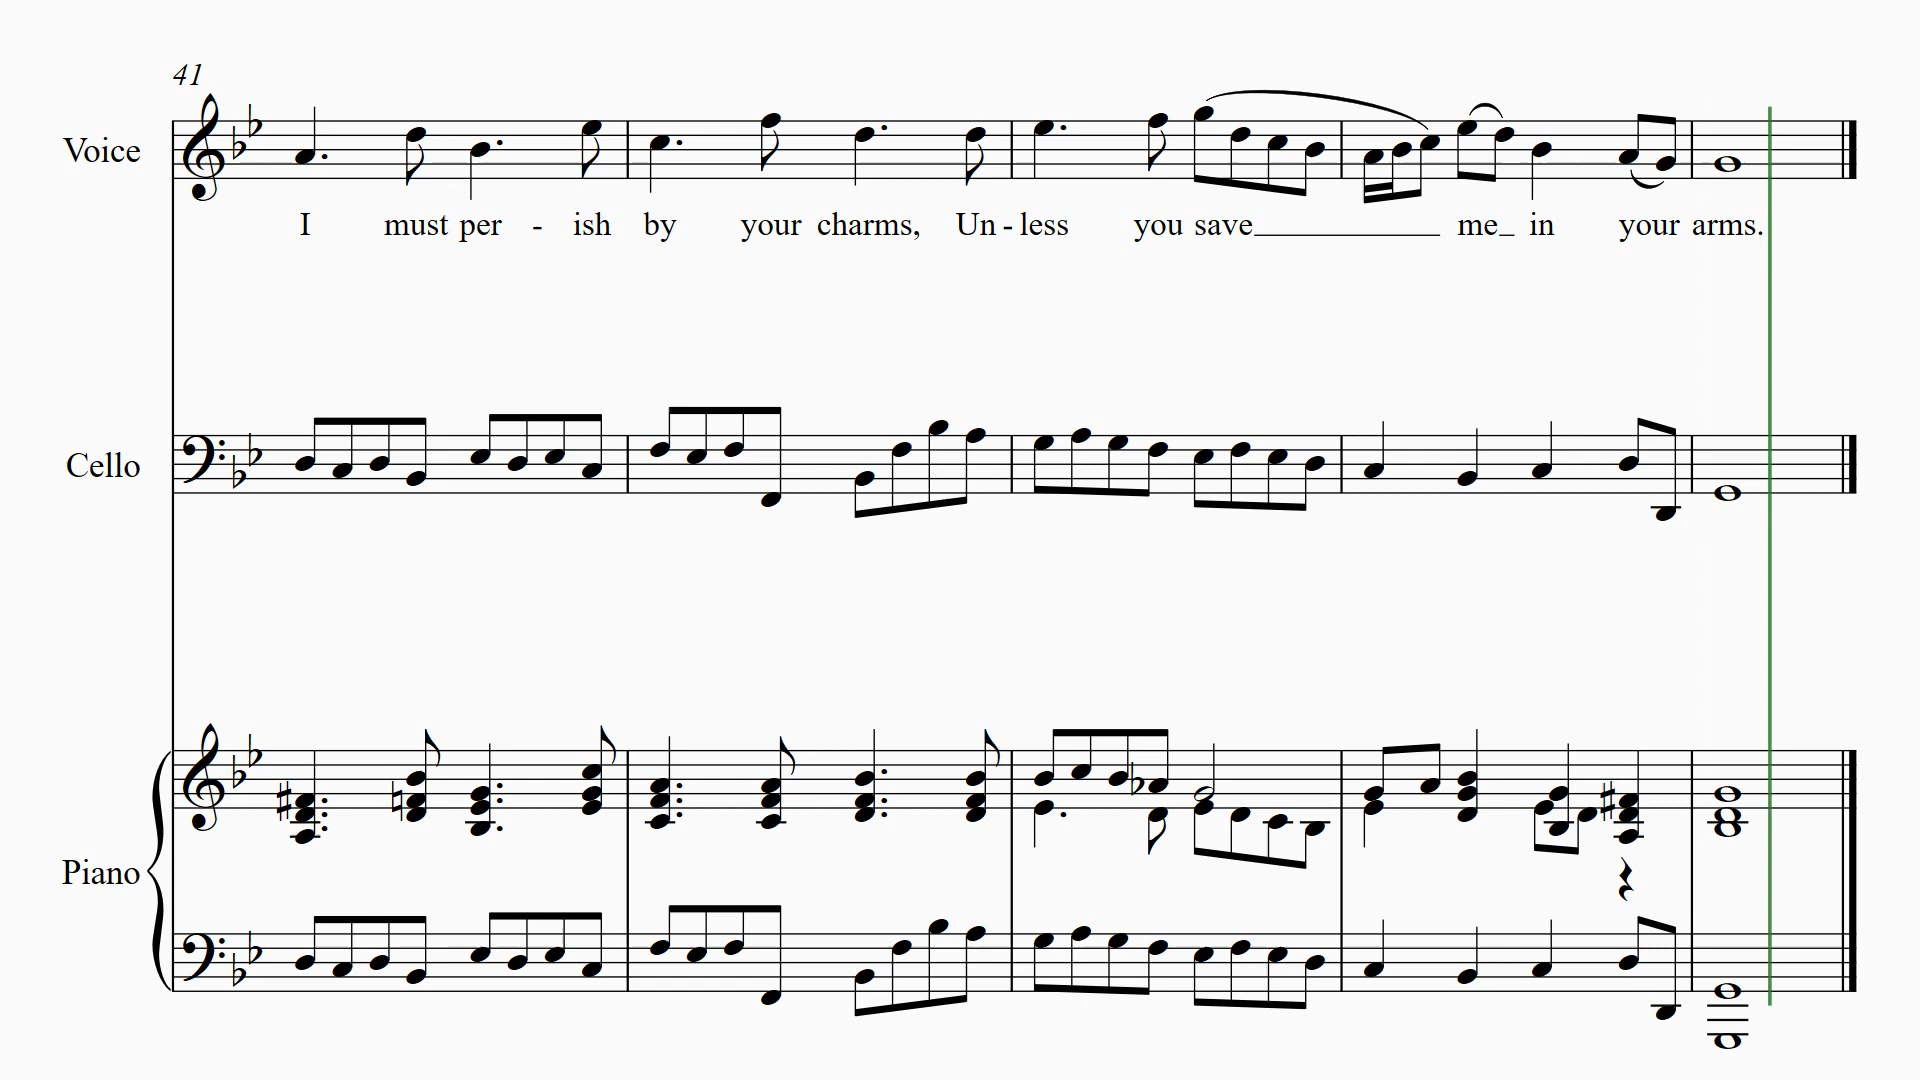 41
Voice
I must per - ish by your charms, Un - less you save me in your arms.
Cello
Piano